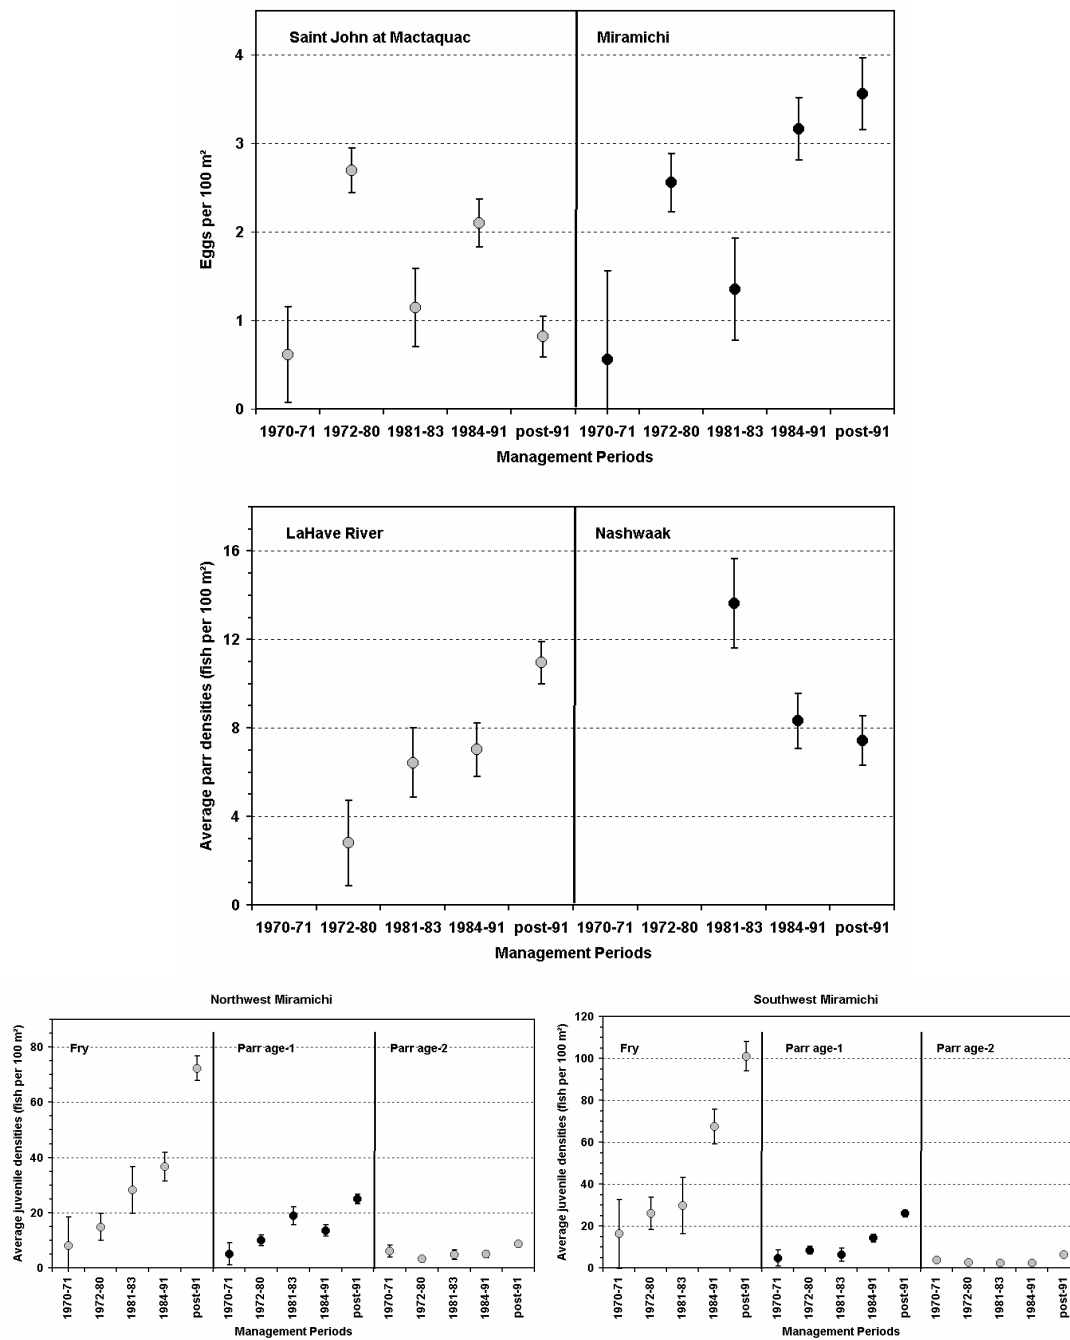 Saint John at Mactaquac
Miramichi
Eggs per 100 m²
4
3
2
1
0
1970-71 1972-80 1981-83 1984-91 post-91 1970-71 1972-80 1981-83 1984-91 post-91
Management Periods
LaHave River
Nashwaak
Average parr densities (fish per 100 m²)
16
12
8
4
0
1970-71 1972-80 1981-83 1984-91 post-91 1970-71 1972-80 1981-83 1984-91 post-91
Management Periods
Northwest Miramichi
Average juvenile densities (fish per 100 m²)
80
60
40
20
0
Fry
Parr age-1
Parr age-2
1970-71
1972-80
1981-83
1984-91
post-91
1970-71
1972-80
1981-83
1984-91
post-91
1970-71
1972-80
1981-83
1984-91
post-91
Management Periods
Southwest Miramichi
Average juvenile densities (fish per 100 m²)
120
100
80
60
40
20
0
Fry
Parr age-1
Parr age-2
1970-71
1972-80
1981-83
1984-91
post-91
1970-71
1972-80
1981-83
1984-91
post-91
1970-71
1972-80
1981-83
1984-91
post-91
Management Periods